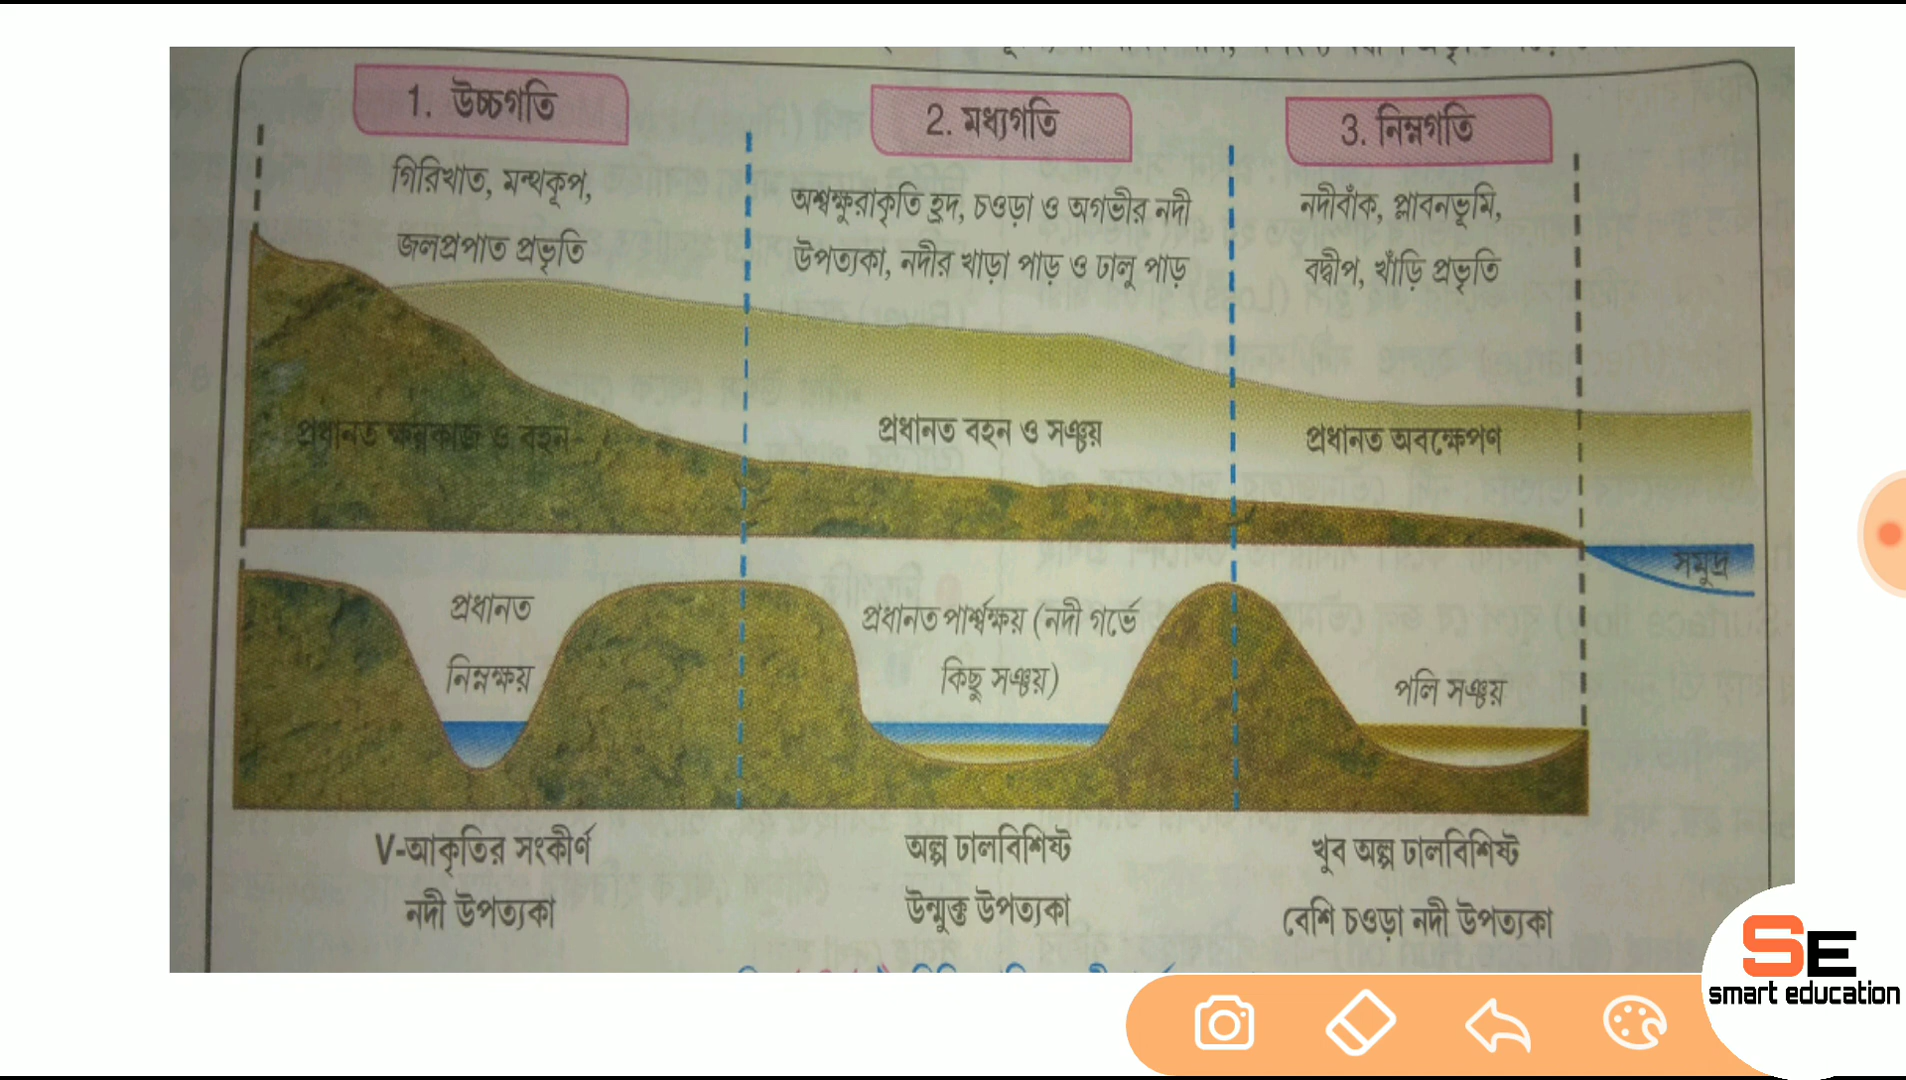 1. উচ্চগতি
গিরিখাত, মন্থকূপ,
জলপ্রপাত প্রভৃতি
2. মধ্যগতি
অশ্বক্ষুরাকৃতি হ্রদ, চওড়া ও অগভীর নদী
উপত্যকা, নদীর খাড়া পাড় ও ঢালু পাড়
3. নিম্নগতি
নদীবাঁক, প্লাবনভূমি,
বদ্বীপ, খাঁড়ি প্রভৃতি
প্রধানত ক্ষয়কাজ ও বহন
প্রধানত বহন ও সঞ্চয়
প্রধানত অবক্ষেপণ
সমুদ্র
প্রধানত
নিম্নক্ষয়
প্রধানত পার্শ্বক্ষয় (নদী গর্ভে
কিছু সঞ্চয়)
পলি সঞ্চয়
V-আকৃতির সংকীর্ণ
নদী উপত্যকা
অল্প ঢালবিশিষ্ট
উন্মুক্ত উপত্যকা
খুব অল্প ঢালবিশিষ্ট
বেশি চওড়া নদী উপত্যকা
SE
smart education